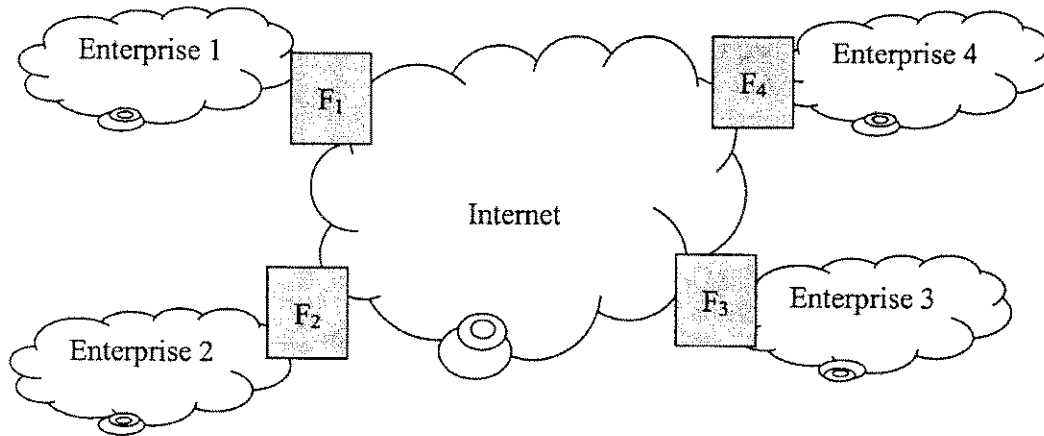 Enterprise 1
F₁
F₄
Enterprise 4
Internet
F₂
Enterprise 2
F₃
Enterprise 3